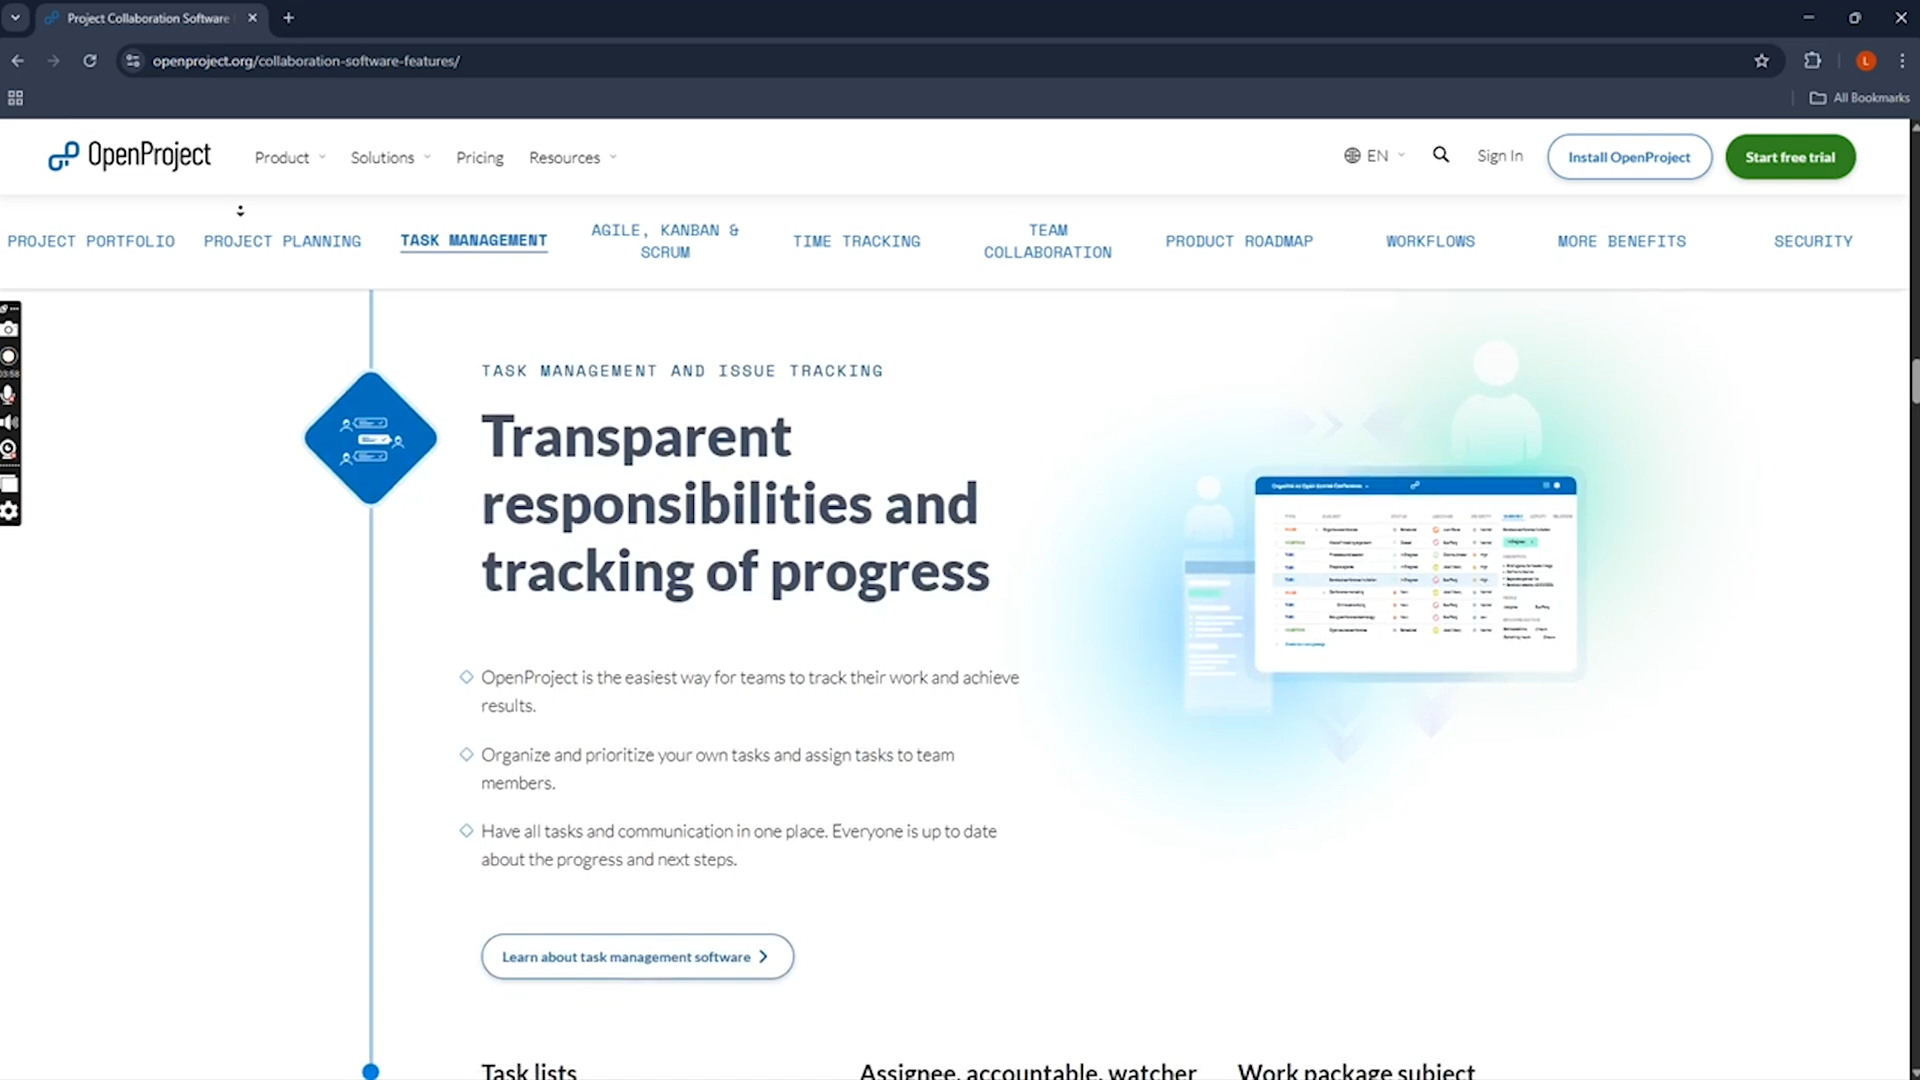 Project Collaboration Software
openproject.org/collaboration-software-features/
L
All Bookmarks
OpenProject
Product
Solutions
Pricing
Resources
EN
Sign In
Install OpenProject
Start free trial
PROJECT PORTFOLIO
PROJECT PLANNING
TASK MANAGEMENT
AGILE, KANBAN &
SCRUM
TIME TRACKING
TEAM
COLLABORATION
PRODUCT ROADMAP
WORKFLOWS
MORE BENEFITS
SECURITY
TASK MANAGEMENT AND ISSUE TRACKING
Transparent
responsibilities and
tracking of progress
OpenProject is the easiest way for teams to track their work and achieve
results.
Organize and prioritize your own tasks and assign tasks to team
members.
Have all tasks and communication in one place. Everyone is up to date
about the progress and next steps.
Learn about task management software
Task lists
Assignee, accountable, watcher
Work package subject